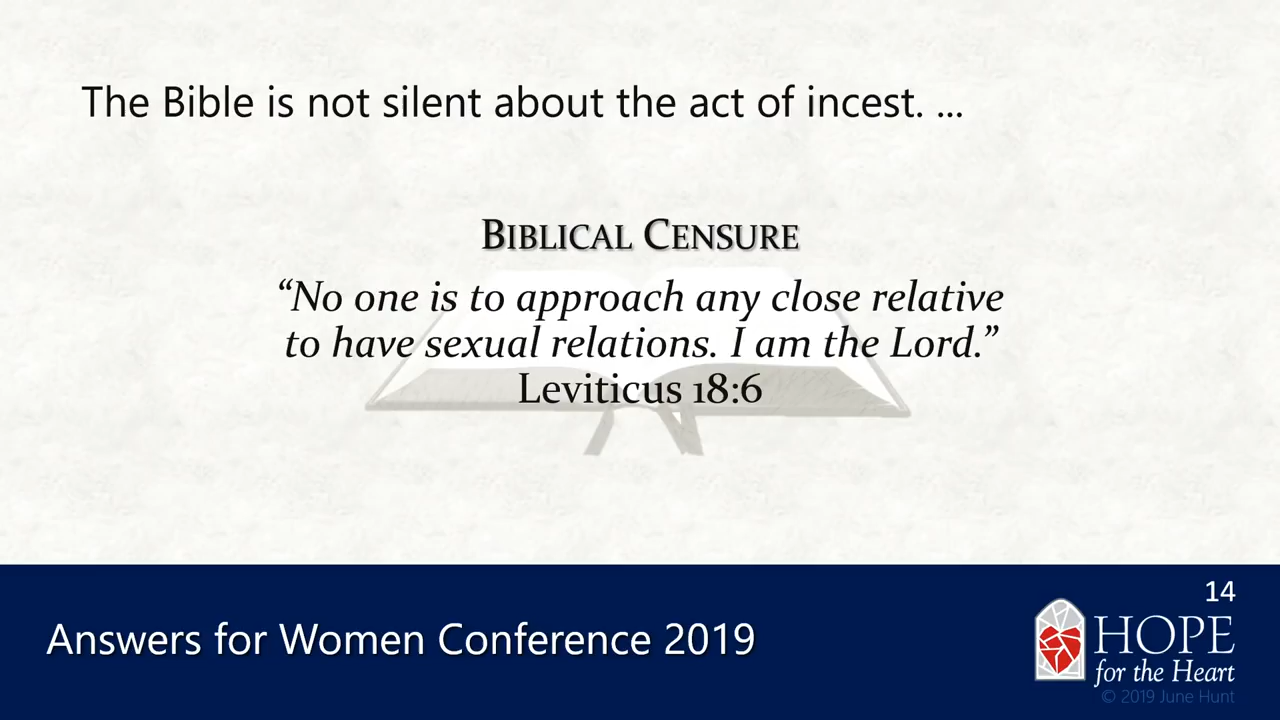 The Bible is not silent about the act of incest. ...
BIBLICAL CENSURE
“No one is to approach any close relative
to have sexual relations. I am the Lord.”
Leviticus 18:6
14
Answers for Women Conference 2019
HOPE
for the Heart
© 2019 June Hunt